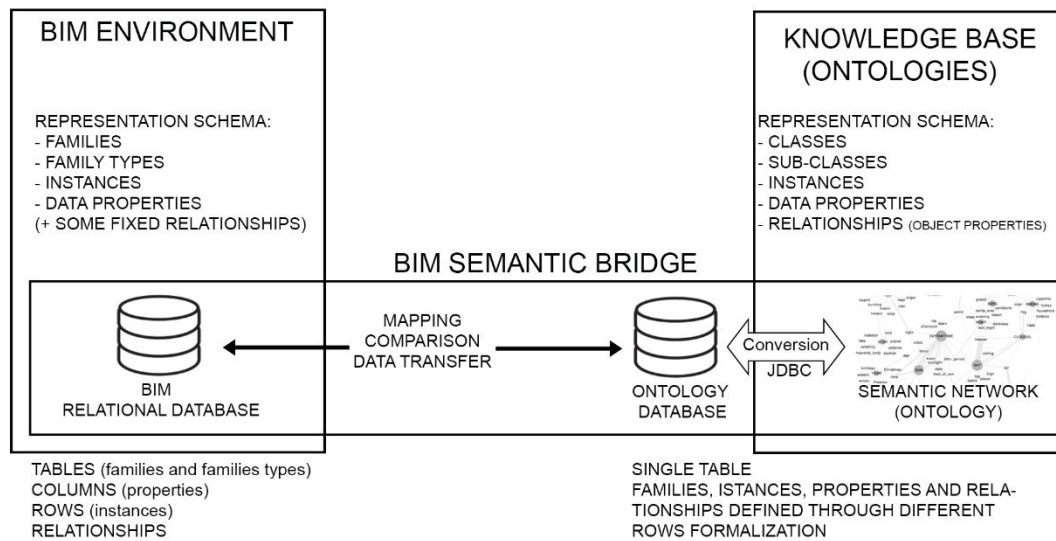 BIM ENVIRONMENT
REPRESENTATION SCHEMA:
- FAMILIES
- FAMILY TYPES
- INSTANCES
- DATA PROPERTIES
(+ SOME FIXED RELATIONSHIPS)
KNOWLEDGE BASE
(ONTOLOGIES)
REPRESENTATION SCHEMA:
- CLASSES
- SUB-CLASSES
- INSTANCES
- DATA PROPERTIES
- RELATIONSHIPS (OBJECT PROPERTIES)
BIM SEMANTIC BRIDGE
BIM
RELATIONAL DATABASE
MAPPING
COMPARISON
DATA TRANSFER
ONTOLOGY
DATABASE
Conversion
JDBC
SEMANTIC NETWORK
(ONTOLOGY)
TABLES (families and families types)
COLUMNS (properties)
ROWS (instances)
RELATIONSHIPS
SINGLE TABLE
FAMILIES, ISTANCES, PROPERTIES AND RELA-
TIONSHIPS DEFINED THROUGH DIFFERENT
ROWS FORMALIZATION